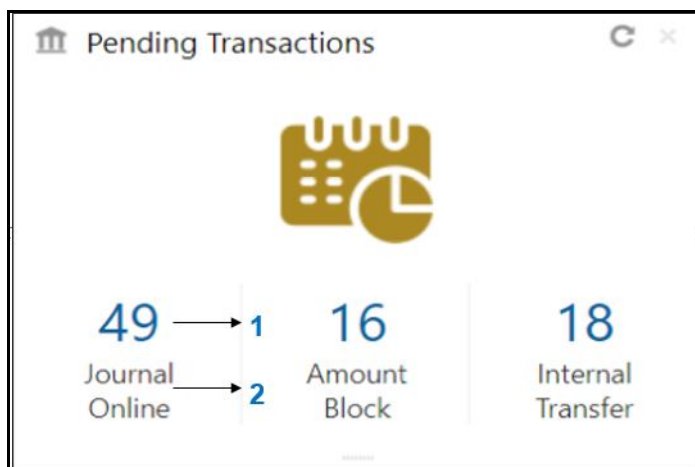 Pending Transactions
49 1 16 18
Journal Online 2 Amount Block Internal Transfer